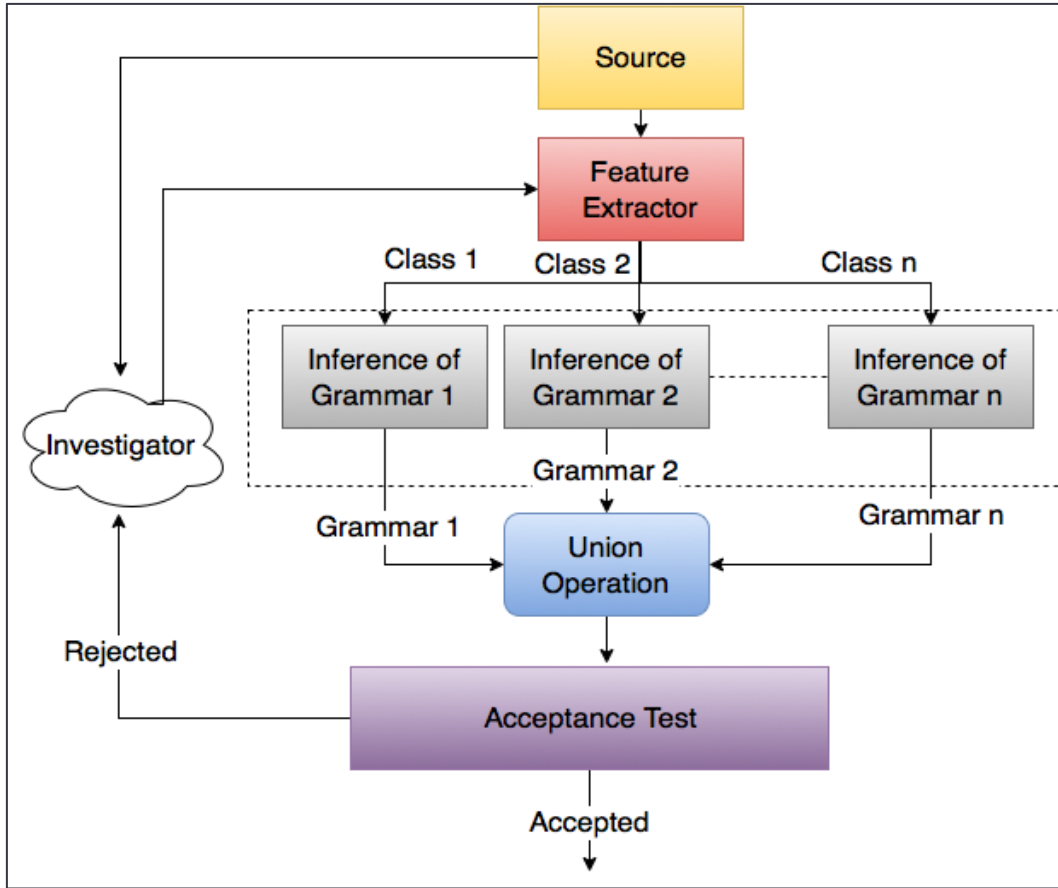 Source
Feature
Extractor
Class 1
Class 2
Class n
Inference of
Grammar 1
Inference of
Grammar 2
Inference of
Grammar n
Investigator
Grammar 2
Grammar 1
Grammar n
Union
Operation
Rejected
Acceptance Test
Accepted